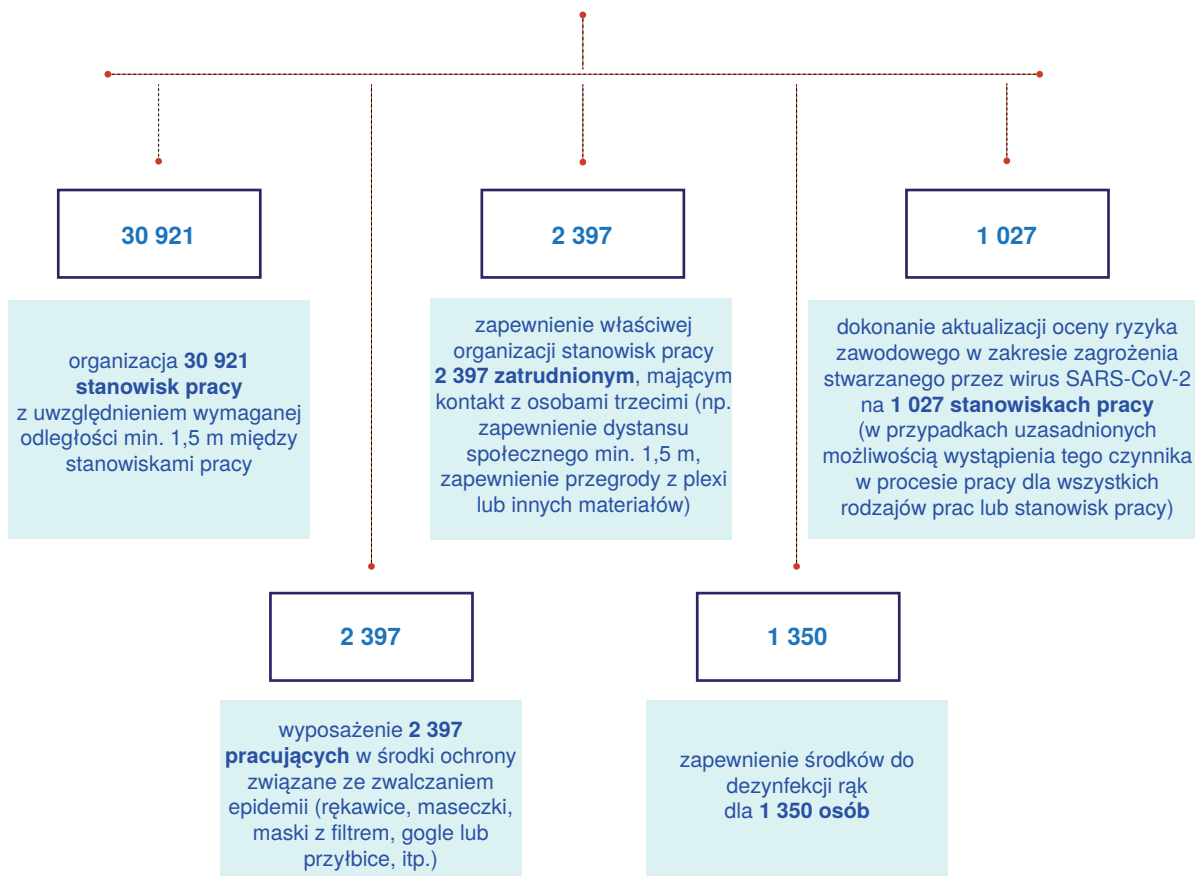 30 921
organizacja 30 921
stanowisk pracy
z uwzględnieniem wymaganej
odległości min. 1,5 m między
stanowiskami pracy
2 397
zapewnienie właściwej
organizacji stanowisk pracy
2 397 zatrudnionym, mającym
kontakt z osobami trzecimi (np.
zapewnienie dystansu
społecznego min. 1,5 m,
zapewnienie przegrody z plexi
lub innych materiałów)
1 027
dokonanie aktualizacji oceny ryzyka
zawodowego w zakresie zagrożenia
stwarzanego przez wirus SARS-CoV-2
na 1 027 stanowiskach pracy
(w przypadkach uzasadnionych
możliwością wystąpienia tego czynnika
w procesie pracy dla wszystkich
rodzajów prac lub stanowisk pracy)
2 397
wyposażenie 2 397
pracujących w środki ochrony
związane ze zwalczaniem
epidemii (rękawice, maseczki,
maski z filtrem, gogle lub
przyłbice, itp.)
1 350
zapewnienie środków do
dezynfekcji rąk
dla 1 350 osób